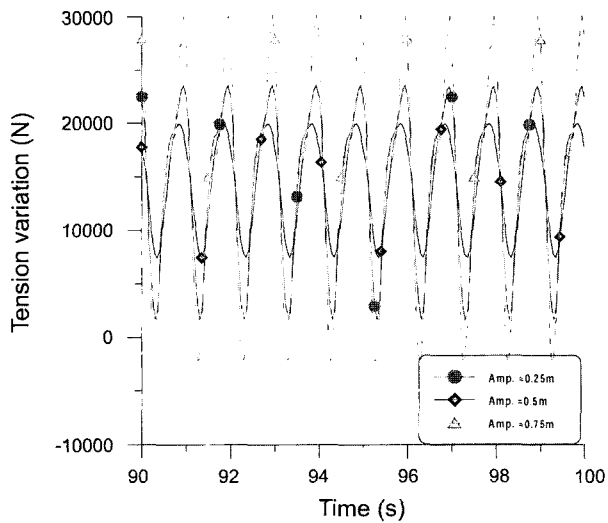 30000
20000
10000
0
-10000
Tension variation (N)
Amp. =0.25m
Amp. =0.5m
Amp. =0.75m
90 92 94 96 98 100
Time (s)